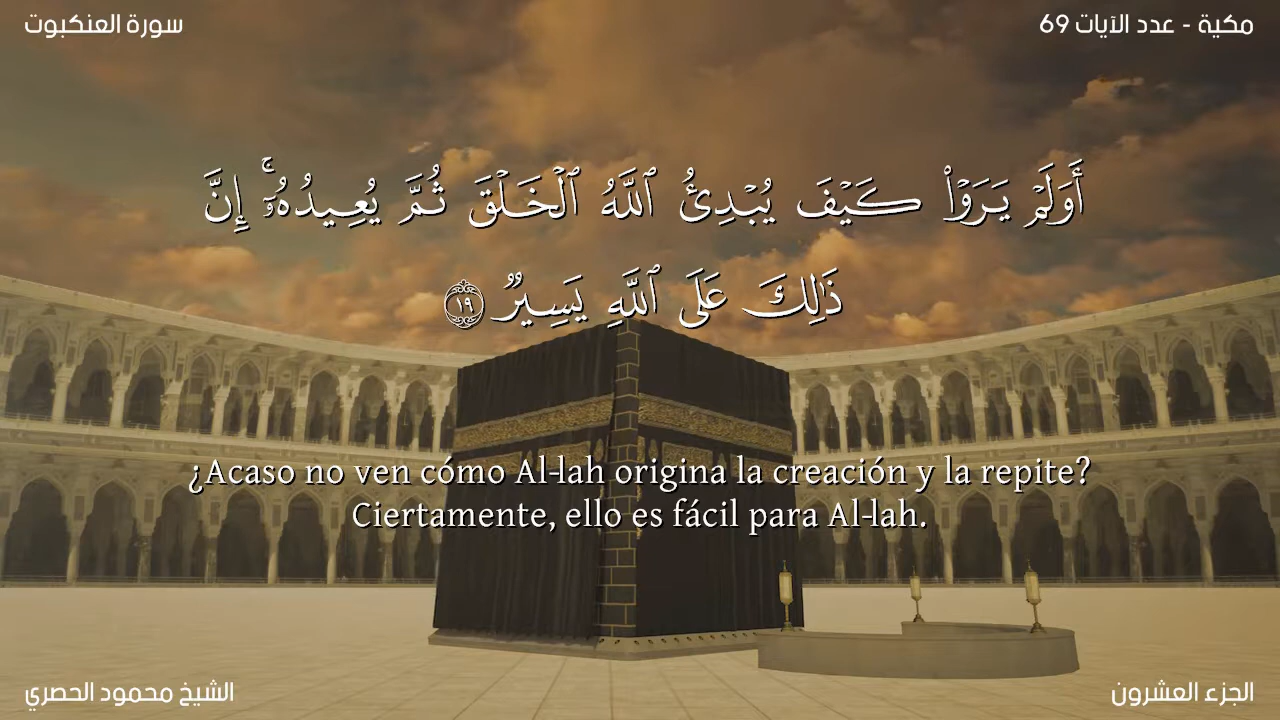 مكية - عدد الآيات 69
سورة العنكبوت
أَوَلَمْ يَرَوْا۟ كَيْفَ يُبْدِئُ ٱللَّهُ ٱلْخَلْقَ ثُمَّ يُعِيدُهُۥٓ ۚ إِنَّ
ذَٰلِكَ عَلَى ٱللَّهِ يَسِيرٌ ١٩
¿Acaso no ven cómo Al-lah origina la creación y la repite?
Ciertamente, ello es fácil para Al-lah.
الجزء العشرون
الشيخ محمود الحصري